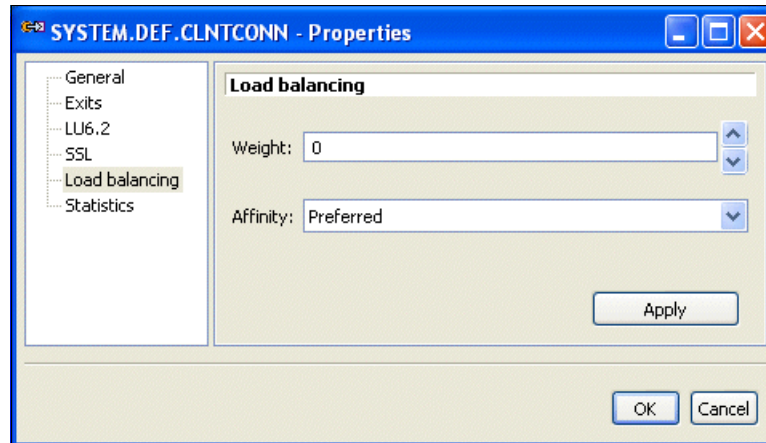 SYSTEM.DEF.CLNTCONN - Properties
General
Exits
LU6.2
SSL
Load balancing
Statistics
Load balancing
Weight: 0
Affinity: Preferred
Apply
OK Cancel